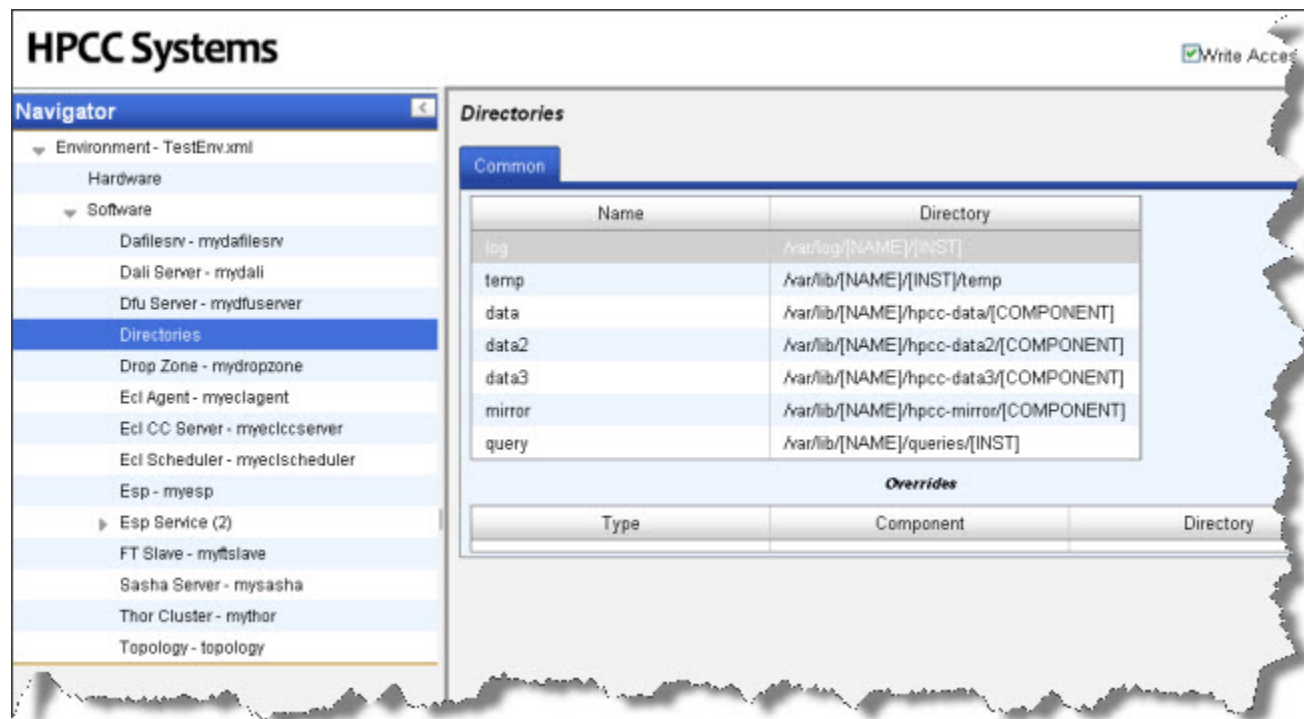 HPCC Systems
Write Acces
Navigator
Environment - TestEnv.xml
Hardware
Software
Dafilesrv - mydafilesrv
Dali Server - mydali
Dfu Server - mydfuserver
Directories
Drop Zone - mydropzone
Ecl Agent - myeclagent
Ecl CC Server - myeclccserver
Ecl Scheduler - myeclscheduler
Esp - myesp
Esp Service (2)
FT Slave - myftslave
Sasha Server - mysasha
Thor Cluster - mythor
Topology - topology
Directories
Common
Name Directory
log /var/log/[NAME]/[INST]
temp /var/lib/[NAME]/[INST]/temp
data /var/lib/[NAME]/hpcc-data/[COMPONENT]
data2 /var/lib/[NAME]/hpcc-data2/[COMPONENT]
data3 /var/lib/[NAME]/hpcc-data3/[COMPONENT]
mirror /var/lib/[NAME]/hpcc-mirror/[COMPONENT]
query /var/lib/[NAME]/queries/[INST]
Overrides
Type Component Directory